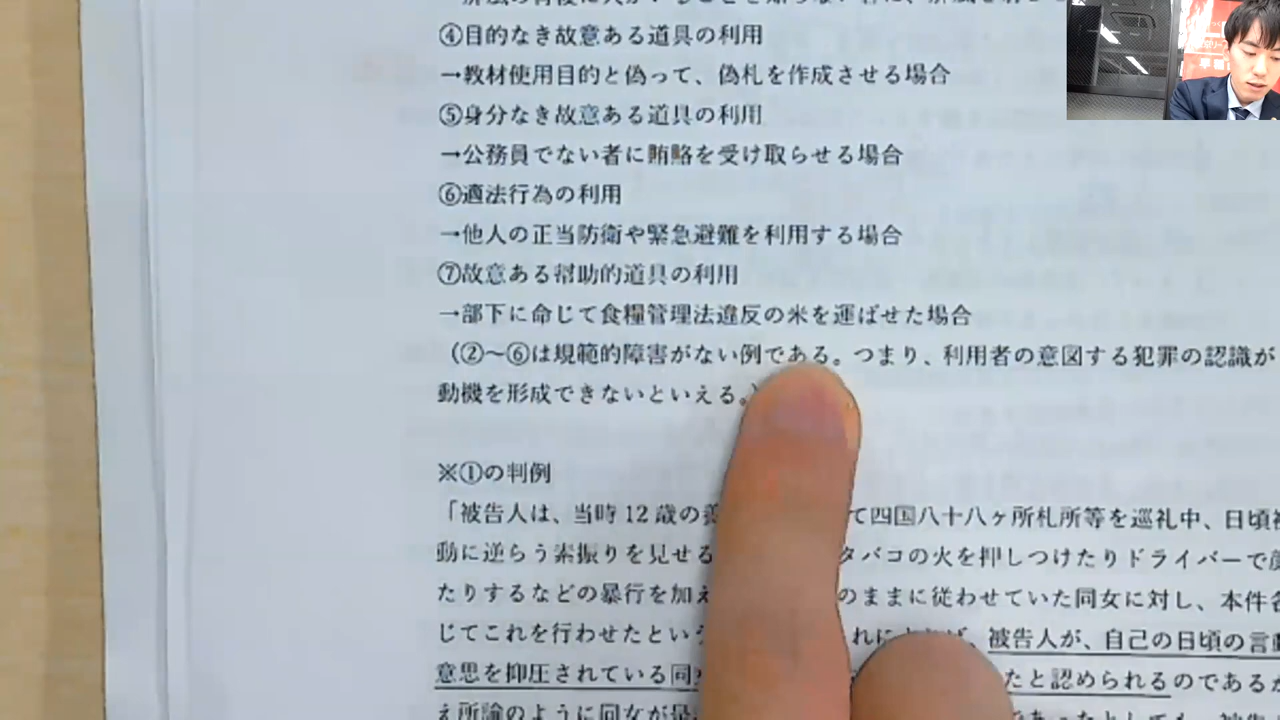 ④目的なき故意ある道具の利用
→教材使用目的と偽って、偽札を作成させる場合
⑤身分なき故意ある道具の利用
→公務員でない者に賄賂を受け取らせる場合
⑥適法行為の利用
→他人の正当防衛や緊急避難を利用する場合
⑦故意ある幇助的道具の利用
→部下に命じて食糧管理法違反の米を運ばせた場合
（②～⑥は規範的障害がない例である。つまり、利用者の意図する犯罪の認識が
動機を形成できないといえる。）
※①の判例
「被告人は、当時 12 歳の て四国八十八ヶ所札所等を巡礼中、日頃
動に逆らう素振りを見せる タバコの火を押しつけたりドライバーで
たりするなどの暴行を加え のままに従わせていた同女に対し、本件
じてこれを行わせたという 被告人が、自己の日頃の言
意思を抑圧されている同 たと認められるのである
え所論のように同女が